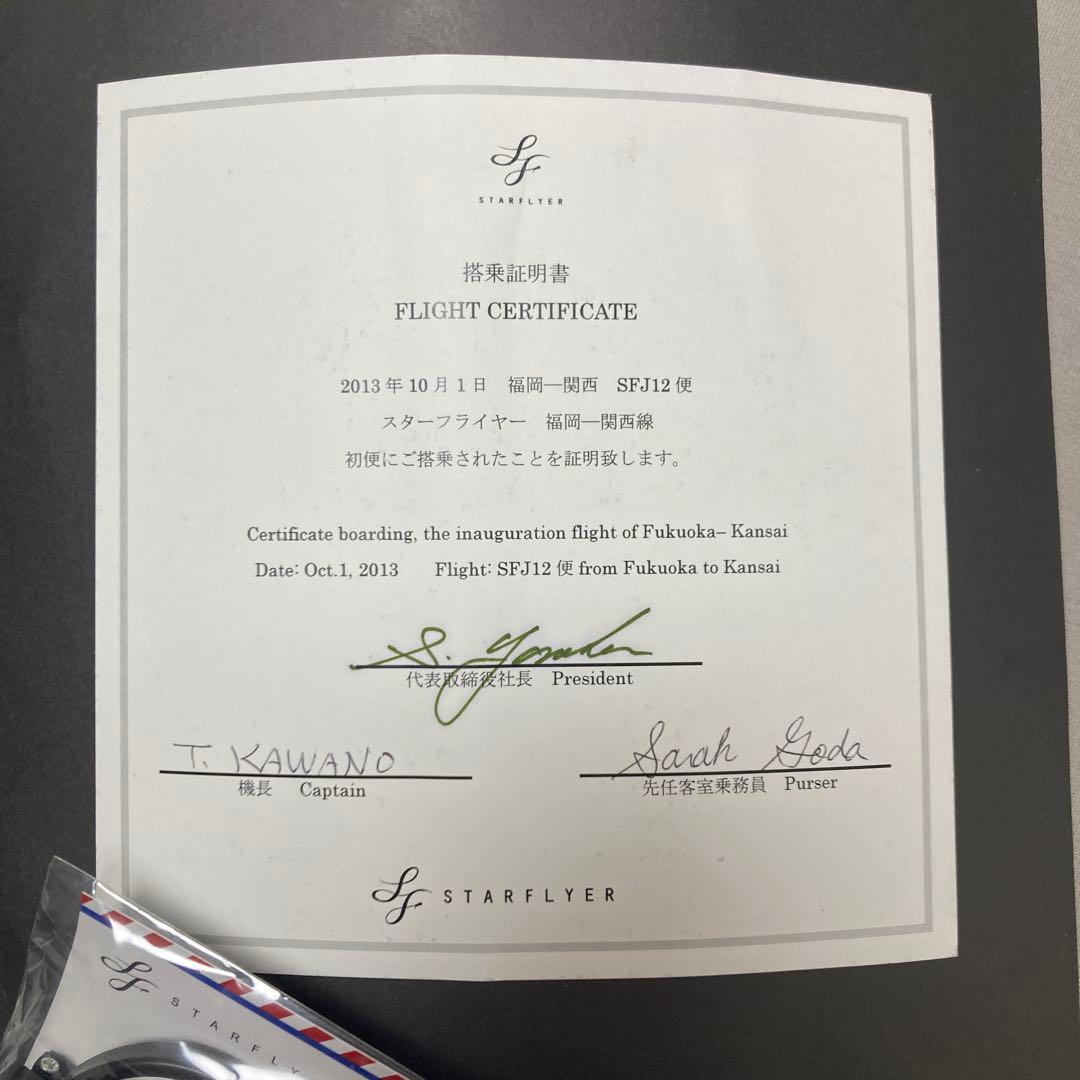 SF
STARFLYER
搭乗証明書
FLIGHT CERTIFICATE
2013年10月1日 福岡―関西 SFJ12便
スターフライヤー 福岡―関西線
初便にご搭乗されたことを証明致します。
Certificate boarding, the inauguration flight of Fukuoka– Kansai
Date: Oct.1, 2013 Flight: SFJ12便 from Fukuoka to Kansai
S.
代表取締役社長 President
T. KAWANO
機長 Captain
Sarah Goda
先任客室乗務員 Purser
SF STARFLYER
SF STARFLY